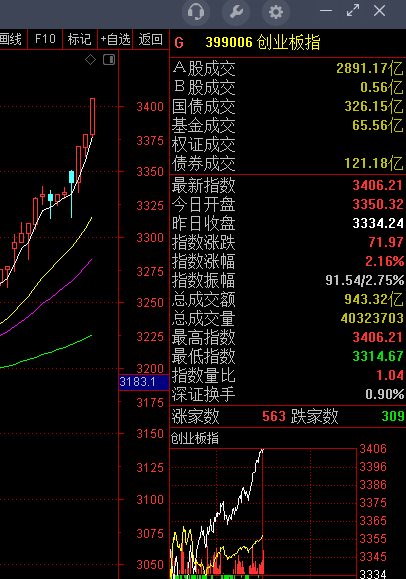 画线 F10 标记 +自选 返回
G 399006 创业板指
A股成交 2891.17亿
B股成交 0.56亿
国债成交 326.15亿
基金成交 65.56亿
权证成交
债券成交 121.18亿
最新指数 3406.21
今日开盘 3350.32
昨日收盘 3334.24
指数涨跌 71.97
指数涨幅 2.16%
指数振幅 91.54/2.75%
总成交额 943.32亿
总成交量 40323703
最高指数 3406.21
最低指数 3314.67
指数量比 1.04
深证换手 0.90%
涨家数 563 跌家数 309
创业板指
3400
3375
3350
3325
3300
3275
3250
3225
3200
3183.1
3175
3150
3125
3100
3075
3050
3406
3396
3386
3375
3365
3355
3345
3334